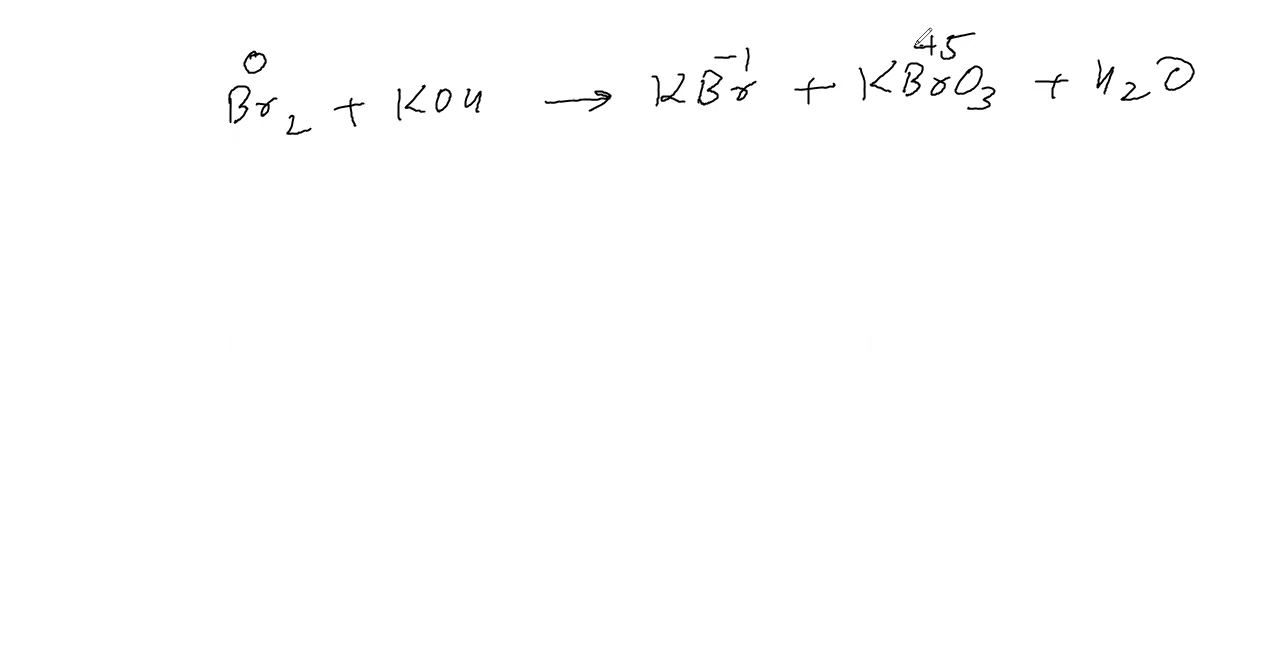 0 -1 +5
Br2 + KOH → KBr + KBrO3 + H2O